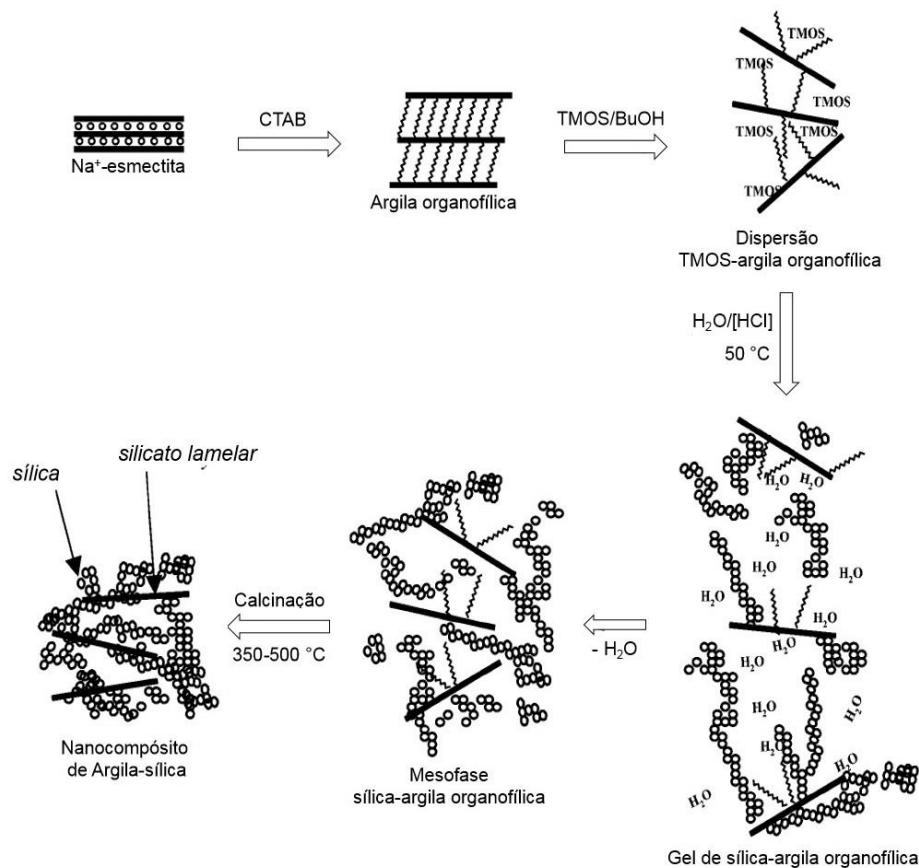 CTAB
Na⁺-esmectita
Argila organofílica
TMOS/BuOH
TMOS
TMOS
TMOS
TMOS
TMOS
TMOS
Dispersão
TMOS-argila organofílica
H₂O/[HCl]
50 °C
H₂O
H₂O
H₂O
H₂O
H₂O
H₂O
H₂O
H₂O
H₂O
H₂O
H₂O
H₂O
H₂O
H₂O
Gel de sílica-argila organofílica
- H₂O
Mesofase
sílica-argila organofílica
Calcinação
350-500 °C
sílica
silicato lamelar
Nanocompósito
de Argila-sílica